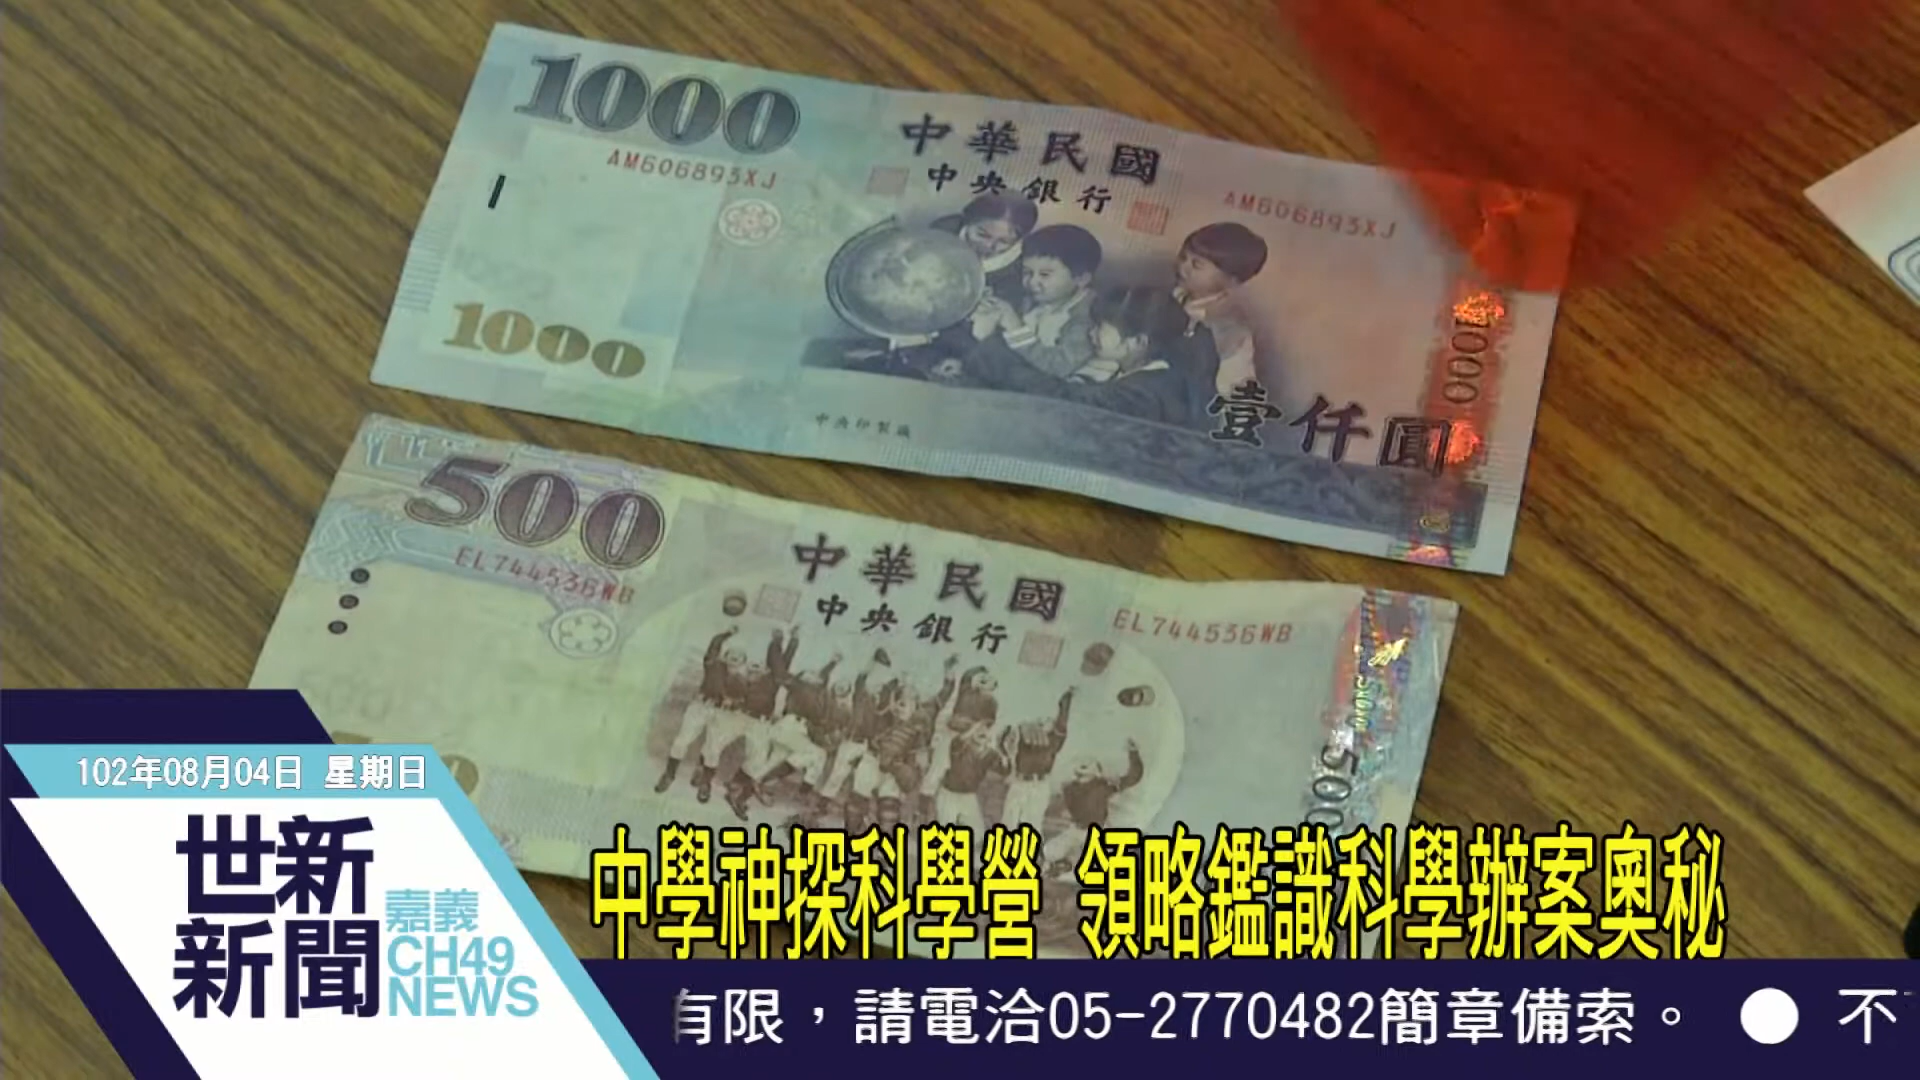 1000
中華民國
AM606893XJ
中央銀行
AM606893XJ
1000
1000
壹仟圓
中央印製廠
500
中華民國
EL744536WB
中央銀行
EL744536WB
500
102年08月04日 星期日
世新
新聞
嘉義
CH49
NEWS
中學神探科學營 領略鑑識科學辦案奧秘
有限，請電洽05-2770482簡章備索。 ● 不